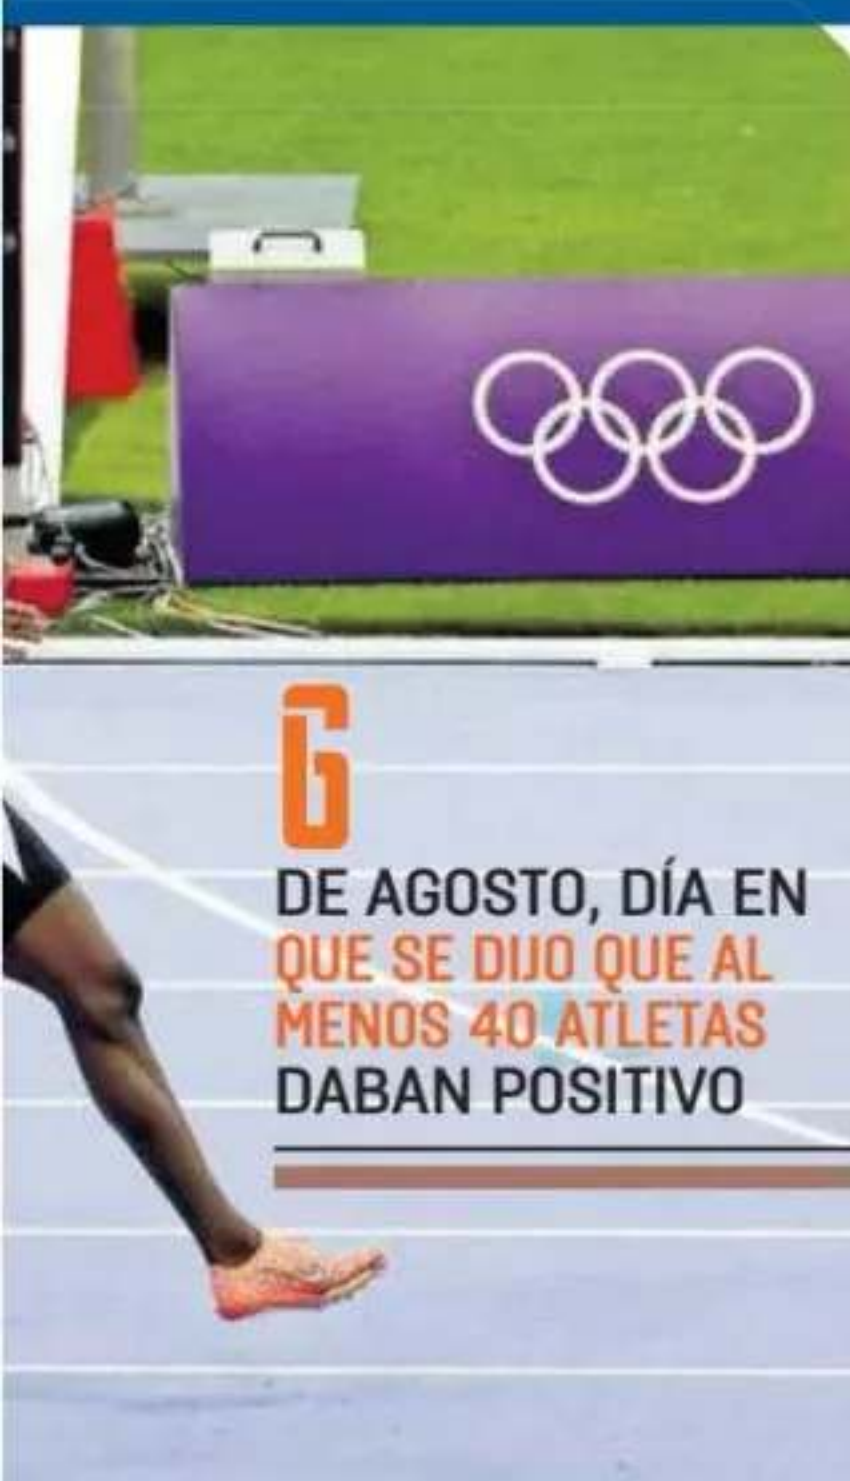 6
DE AGOSTO, DÍA EN
QUE SE DIJO QUE AL
MENOS 40 ATLETAS
DABAN POSITIVO